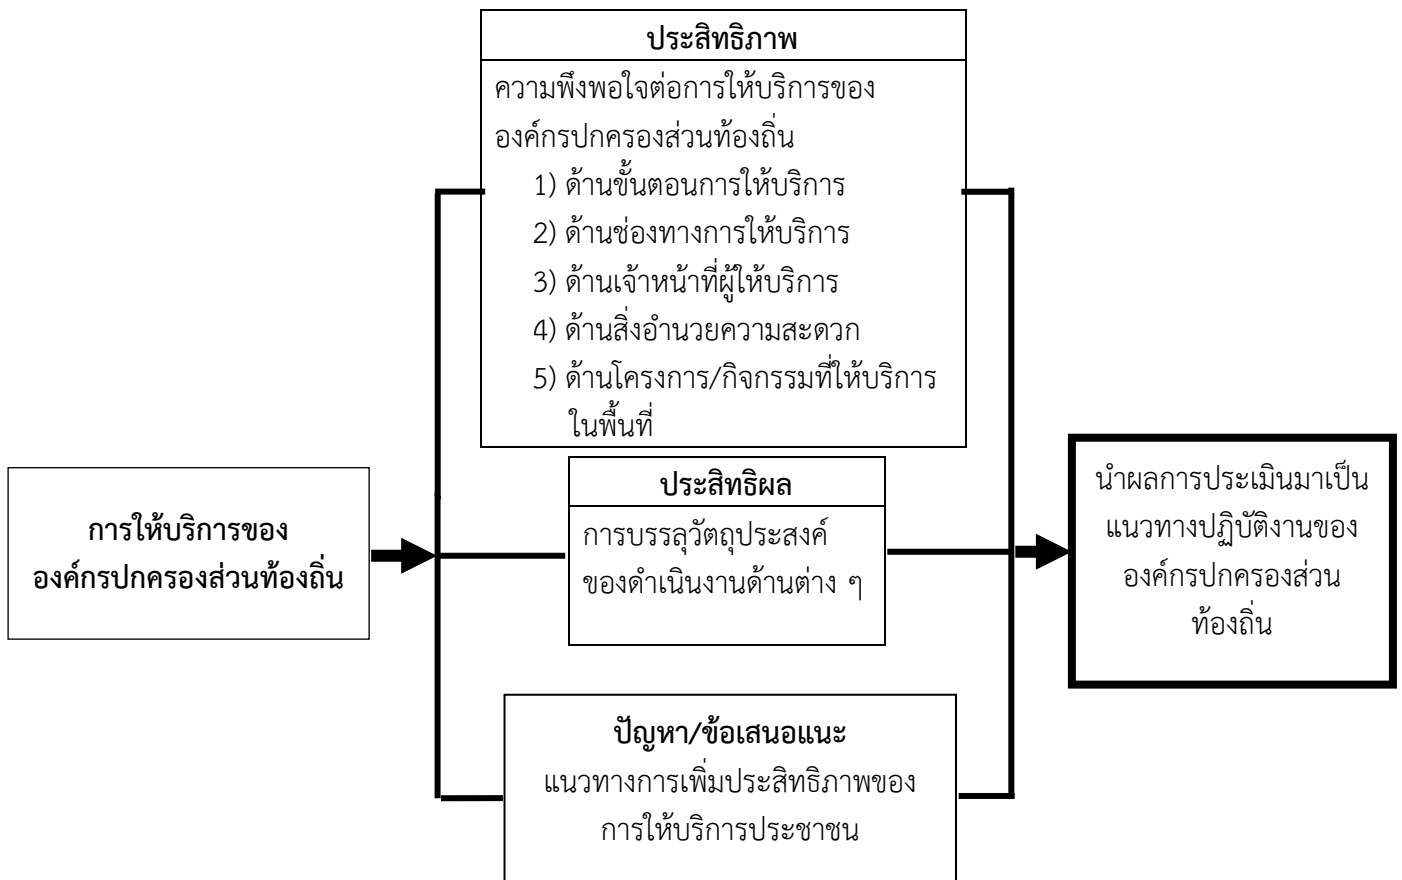 ประสิทธิภาพ
ความพึงพอใจต่อการให้บริการของ
องค์กรปกครองส่วนท้องถิ่น
1) ด้านขั้นตอนการให้บริการ
2) ด้านช่องทางการให้บริการ
3) ด้านเจ้าหน้าที่ผู้ให้บริการ
4) ด้านสิ่งอำนวยความสะดวก
5) ด้านโครงการ/กิจกรรมที่ให้บริการ
ในพื้นที่
การให้บริการของ
องค์กรปกครองส่วนท้องถิ่น
ประสิทธิผล
การบรรลุวัตถุประสงค์
ของดำเนินงานด้านต่าง ๆ
นำผลการประเมินมาเป็น
แนวทางปฏิบัติงานของ
องค์กรปกครองส่วน
ท้องถิ่น
ปัญหา/ข้อเสนอแนะ
แนวทางการเพิ่มประสิทธิภาพของ
การให้บริการประชาชน